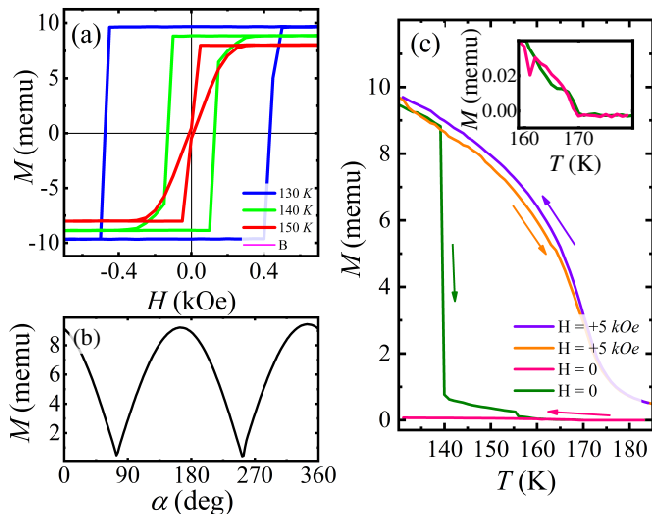 (a)
M (memu)
10
5
0
-5
-10
130 K
140 K
150 K
B
-0.4
0.0
0.4
H (kOe)
(b)
M (memu)
8
6
4
2
0
90
180
270
360
α (deg)
(c)
M (memu)
10
8
6
4
2
0
0.02
0.00
M (memu)
160
170
T (K)
H = +5 kOe
H = +5 kOe
H = 0
H = 0
140
150
160
170
180
T (K)